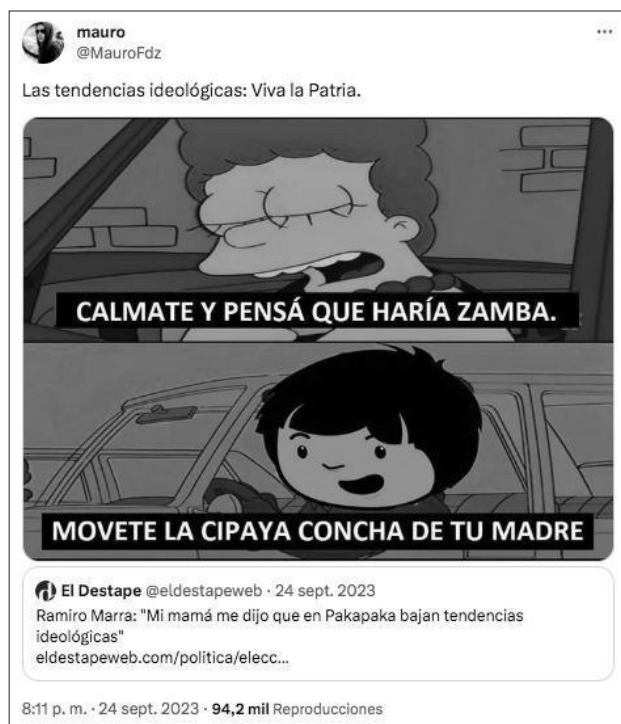 mauro
@MauroFdz
Las tendencias ideológicas: Viva la Patria.
CALMATE Y PENSÁ QUE HARÍA ZAMBA.
MOVETE LA CIPAYA CONCHA DE TU MADRE
El Destape @eldestapeweb · 24 sept. 2023
Ramiro Marra: "Mi mamá me dijo que en Pakapaka bajan tendencias
ideológicas"
eldestapeweb.com/politica/elecc...
8:11 p. m. · 24 sept. 2023 · 94,2 mil Reproducciones